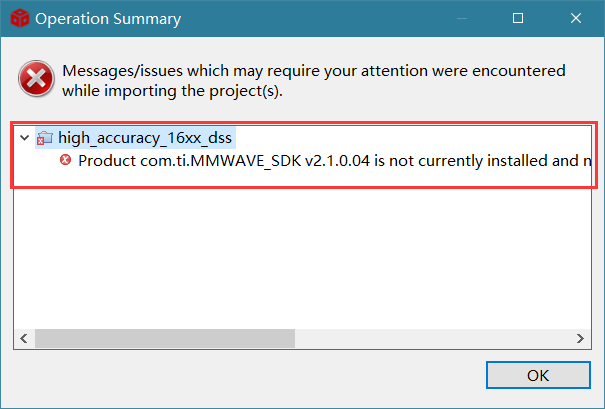 Operation Summary
Messages/issues which may require your attention were encountered
while importing the project(s).
high_accuracy_16xx_dss
Product com.ti.MMWAVE_SDK v2.1.0.04 is not currently installed and
OK